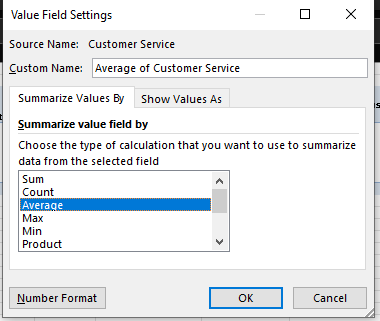 Value Field Settings
Source Name: Customer Service
Custom Name: Average of Customer Service
Summarize Values By Show Values As
Summarize value field by
Choose the type of calculation that you want to use to summarize
data from the selected field
Sum
Count
Average
Max
Min
Product
Number Format OK Cancel